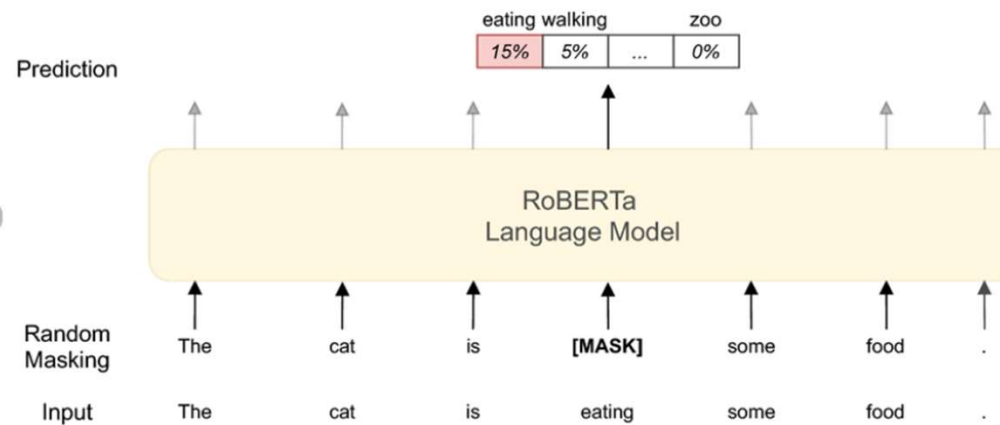 eating walking zoo
Prediction 15% 5% ... 0%
RoBERTa
Language Model
Random
Masking
The cat is [MASK] some food .
Input The cat is eating some food .